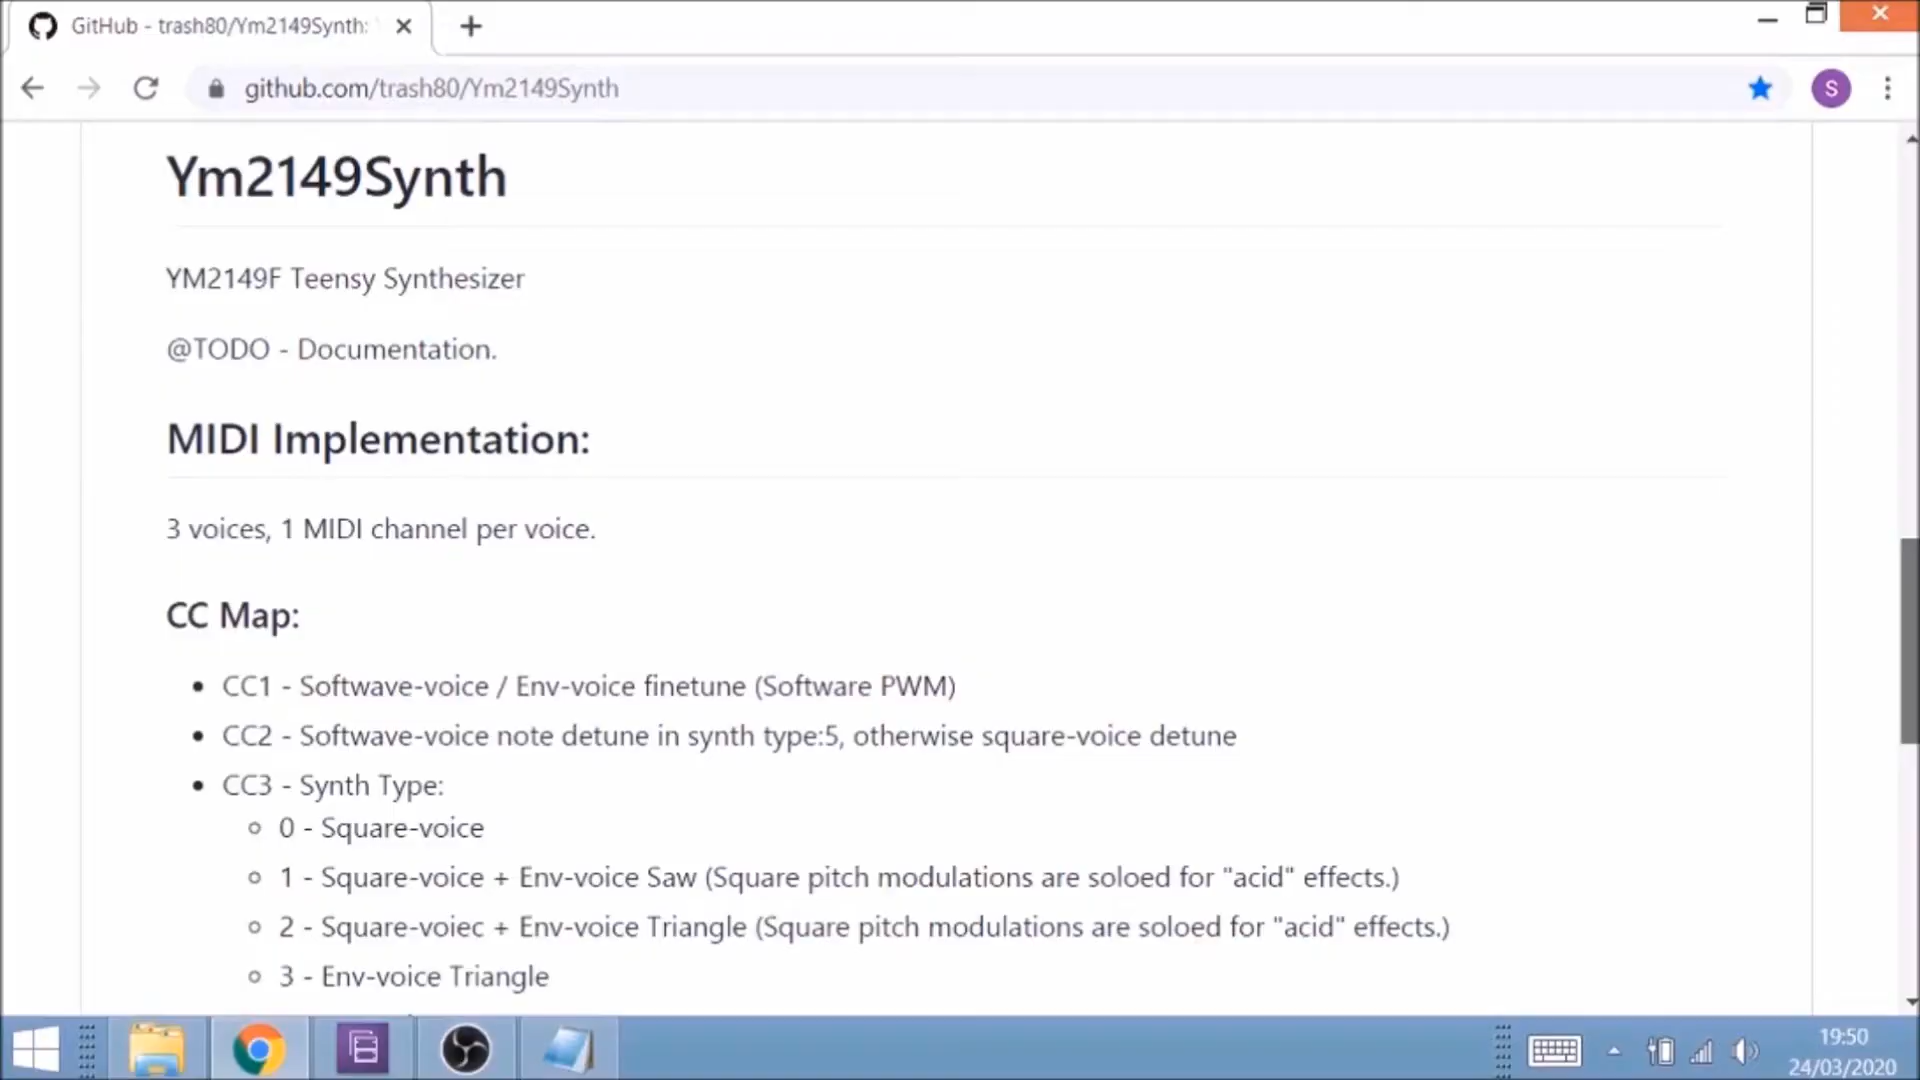 GitHub - trash80/Ym2149Synth:
github.com/trash80/Ym2149Synth
S
Ym2149Synth
YM2149F Teensy Synthesizer
@TODO - Documentation.
MIDI Implementation:
3 voices, 1 MIDI channel per voice.
CC Map:
CC1 - Softwave-voice / Env-voice finetune (Software PWM)
CC2 - Softwave-voice note detune in synth type:5, otherwise square-voice detune
CC3 - Synth Type:
0 - Square-voice
1 - Square-voice + Env-voice Saw (Square pitch modulations are soloed for "acid" effects.)
2 - Square-voiec + Env-voice Triangle (Square pitch modulations are soloed for "acid" effects.)
3 - Env-voice Triangle
19:50
24/03/2020